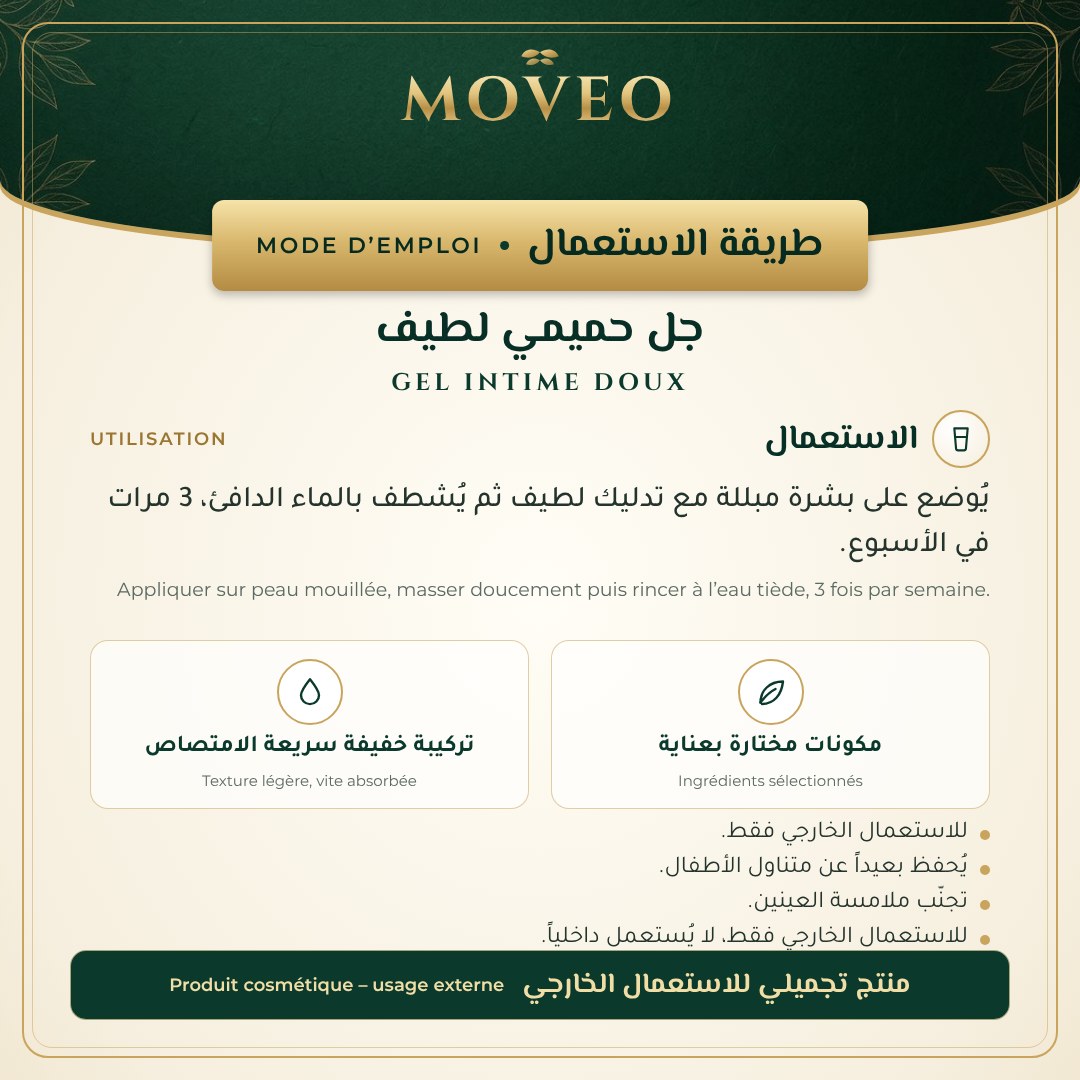 MOVEO
طريقة الاستعمال • MODE D’EMPLOI
جل حميمي لطيف
GEL INTIME DOUX
الاستعمال
UTILISATION
يُوضع على بشرة مبللة مع تدليك لطيف ثم يُشطف بالماء الدافئ، 3 مرات
في الأسبوع.
Appliquer sur peau mouillée, masser doucement puis rincer à l’eau tiède, 3 fois par semaine.
مكونات مختارة بعناية
Ingrédients sélectionnés
تركيبة خفيفة سريعة الامتصاص
Texture légère, vite absorbée
للاستعمال الخارجي فقط.
يُحفظ بعيداً عن متناول الأطفال.
تجنّب ملامسة العينين.
للاستعمال الخارجي فقط، لا يُستعمل داخلياً.
منتج تجميلي للاستعمال الخارجي Produit cosmétique – usage externe